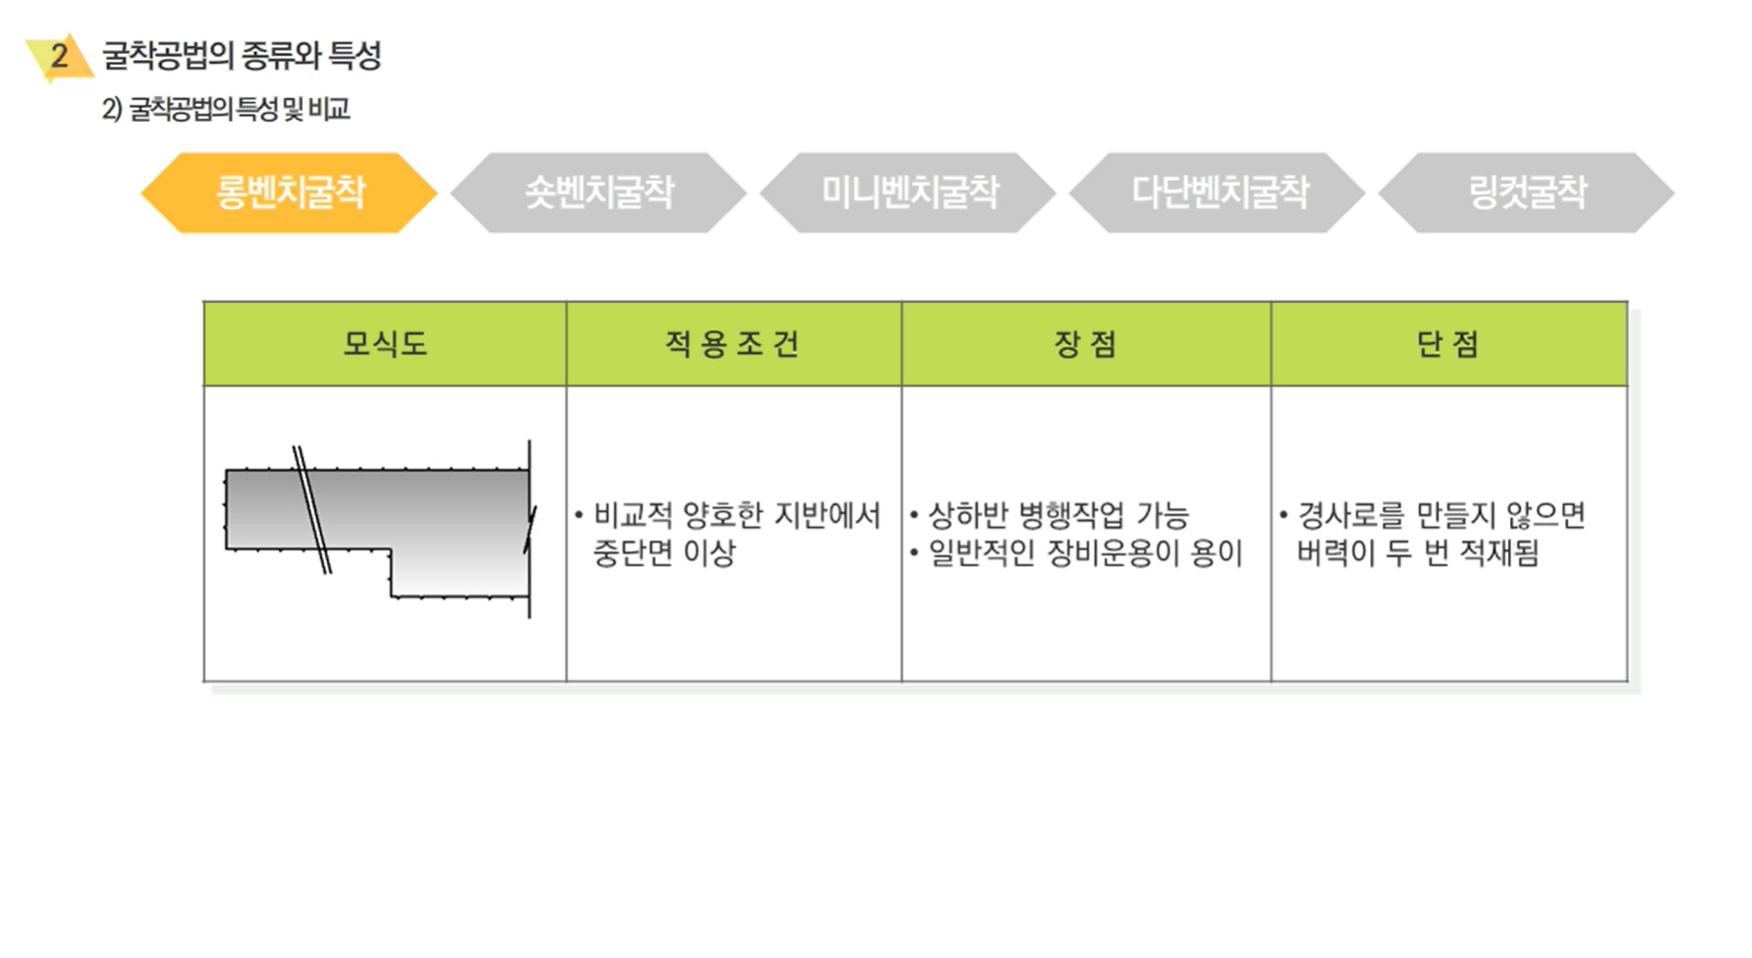 2 굴착공법의 종류와 특성
2) 굴착공법의 특성 및 비교
롱벤치굴착 숏벤치굴착 미니벤치굴착 다단벤치굴착 링컷굴착
모식도 적 용 조 건 장 점 단 점
• 비교적 양호한 지반에서
중단면 이상
• 상하반 병행작업 가능
• 일반적인 장비운용이 용이
• 경사로를 만들지 않으면
버력이 두 번 적재됨